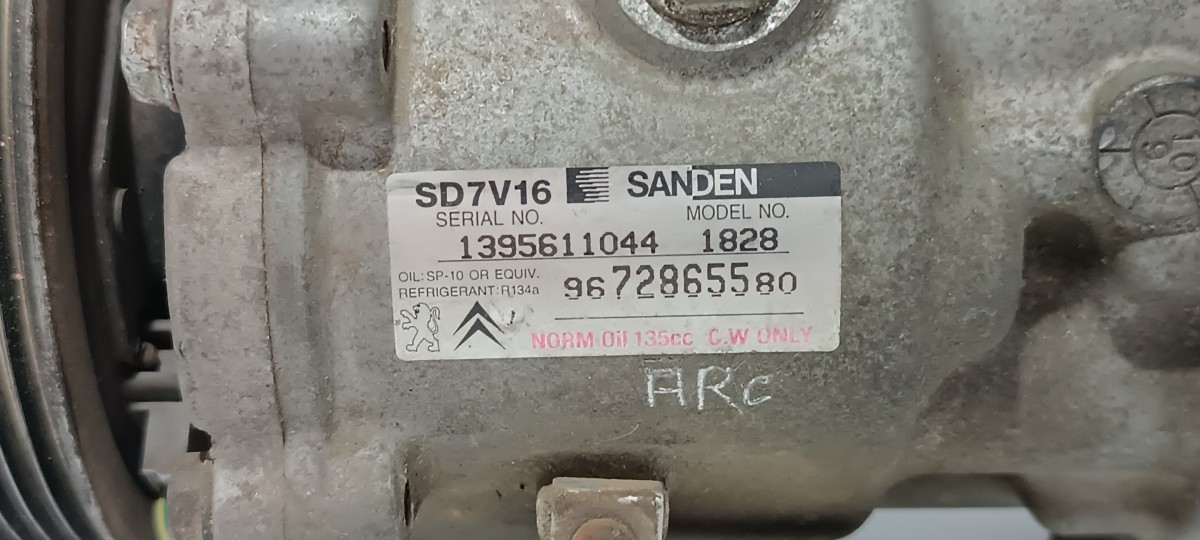 SD7V16 SANDEN
SERIAL NO. MODEL NO.
1395611044 1828
OIL: SP-10 OR EQUIV.
REFRIGERANT: R134a
9672865580
NORM Oil 135cc C.W ONLY
ARc